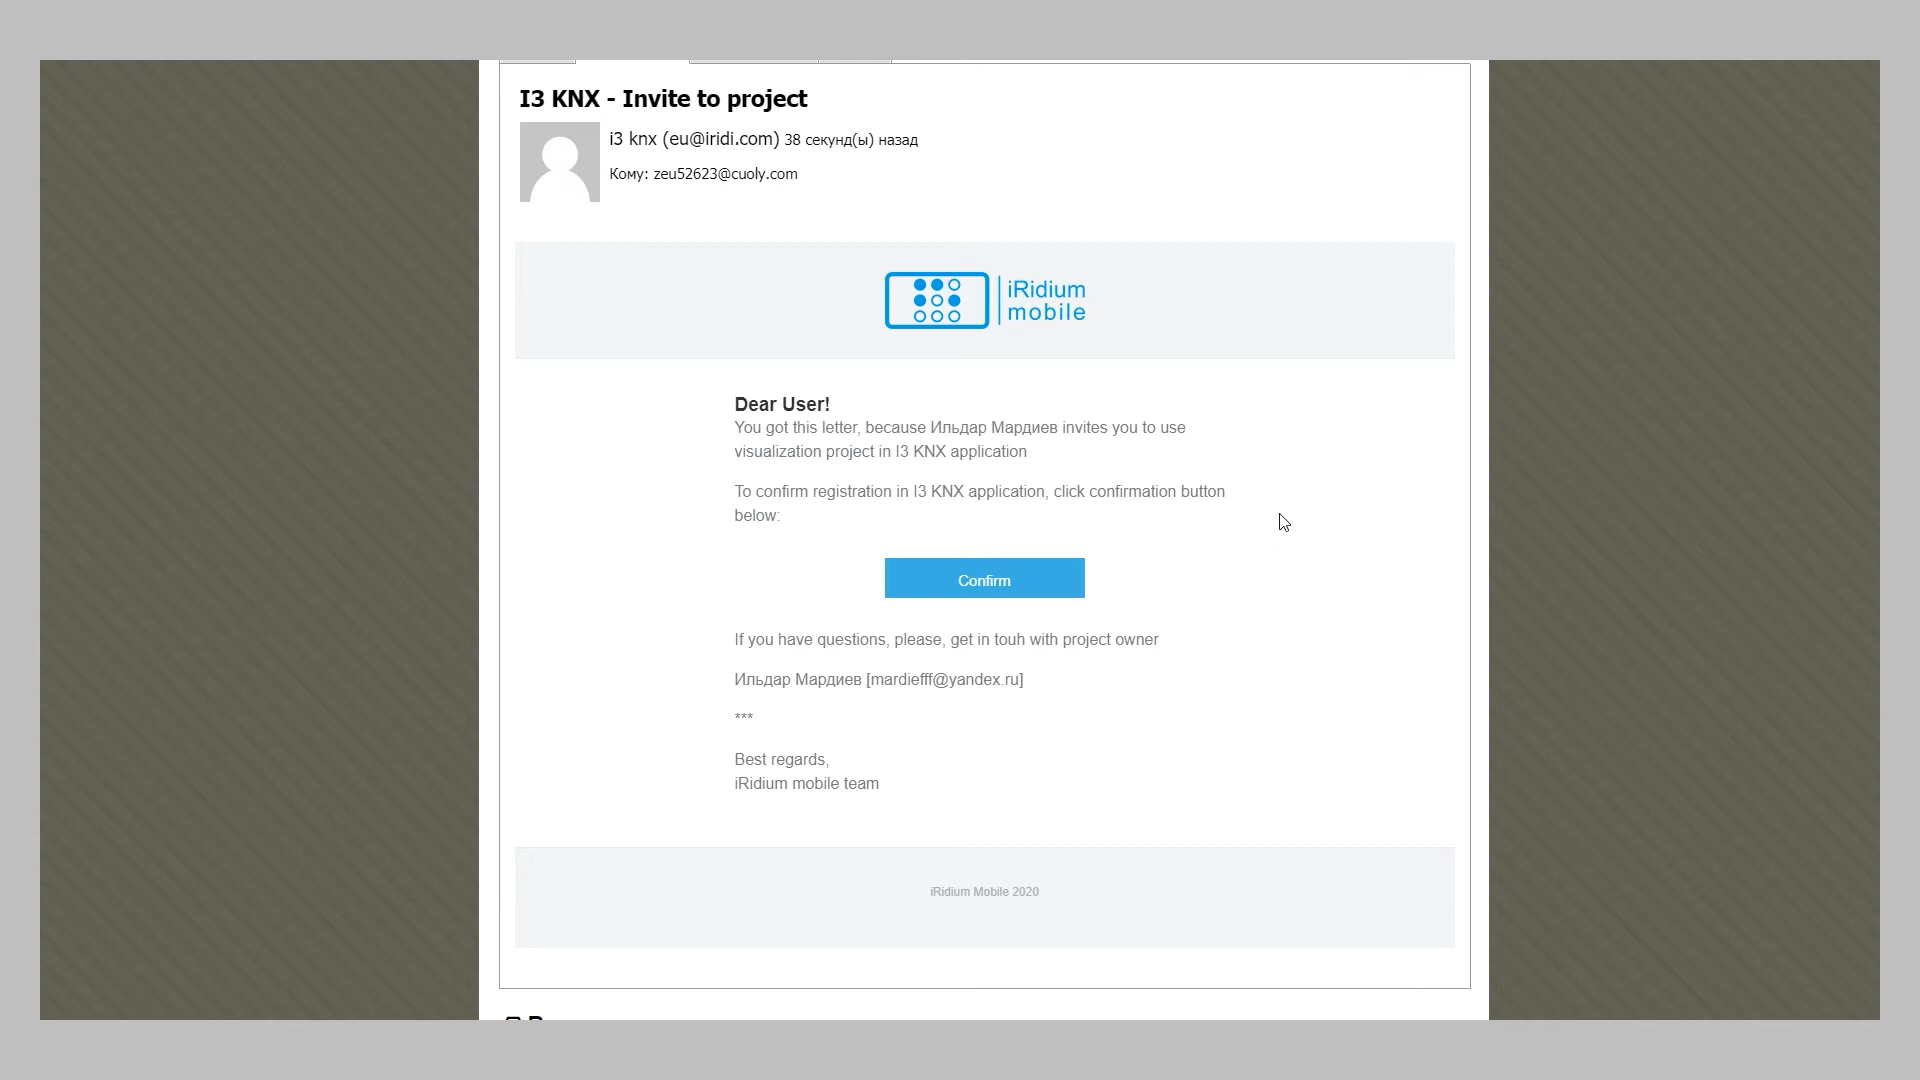 I3 KNX - Invite to project
i3 knx (eu@iridi.com) 38 секунд(ы) назад
Кому: zeu52623@cuoly.com
iRidium
mobile
Dear User!
You got this letter, because Ильдар Мардиев invites you to use
visualization project in I3 KNX application
To confirm registration in I3 KNX application, click confirmation button
below:
Confirm
If you have questions, please, get in touh with project owner
Ильдар Мардиев [mardiefff@yandex.ru]
***
Best regards,
iRidium mobile team
iRidium Mobile 2020